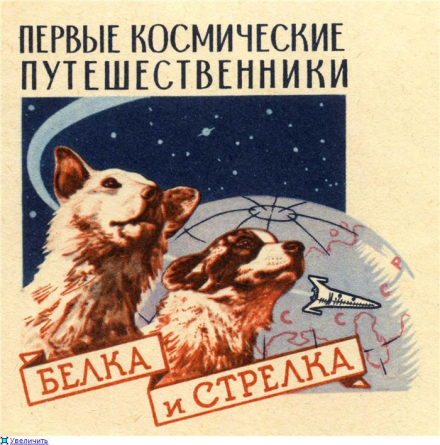 ПЕРВЫЕ КОСМИЧЕСКИЕ
ПУТЕШЕСТВЕННИКИ
С
С
С
Р
БЕЛКА
и СТРЕЛКА
Увеличить